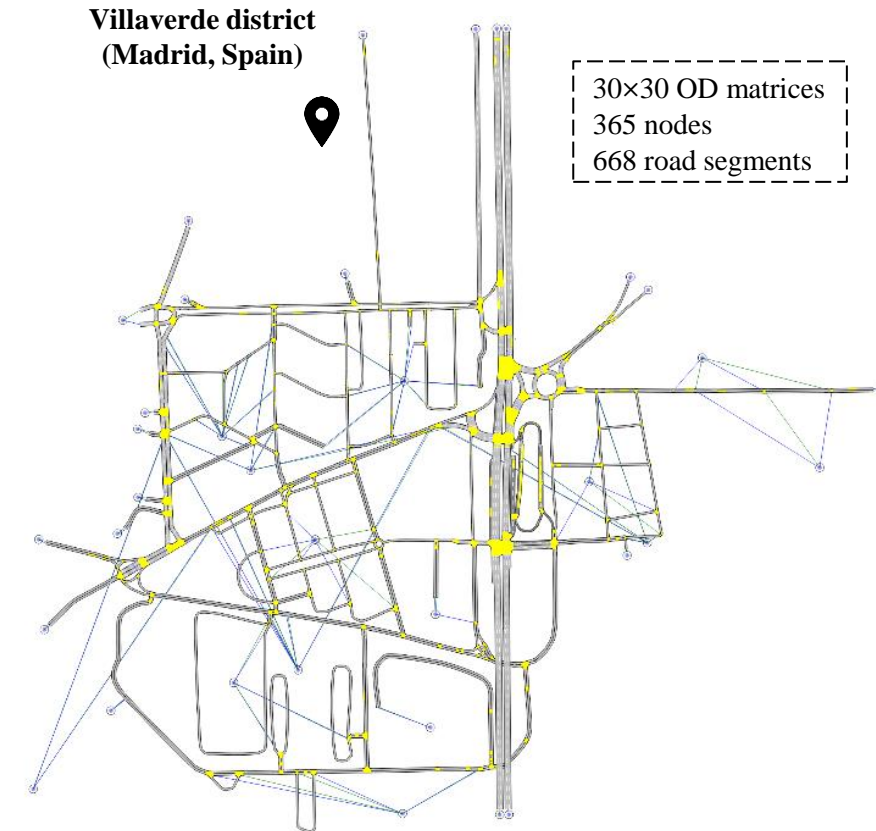 Villaverde district
(Madrid, Spain)
30×30 OD matrices
365 nodes
668 road segments